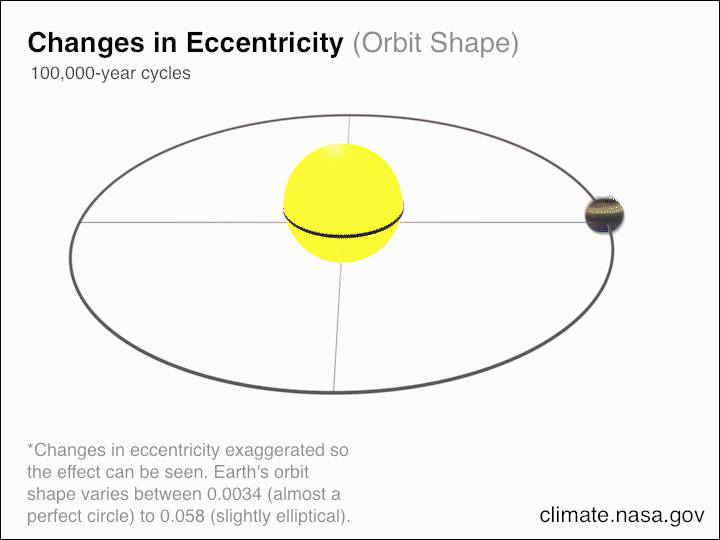 Changes in Eccentricity (Orbit Shape)
100,000-year cycles
*Changes in eccentricity exaggerated so
the effect can be seen. Earth's orbit
shape varies between 0.0034 (almost a
perfect circle) to 0.058 (slightly elliptical).
climate.nasa.gov